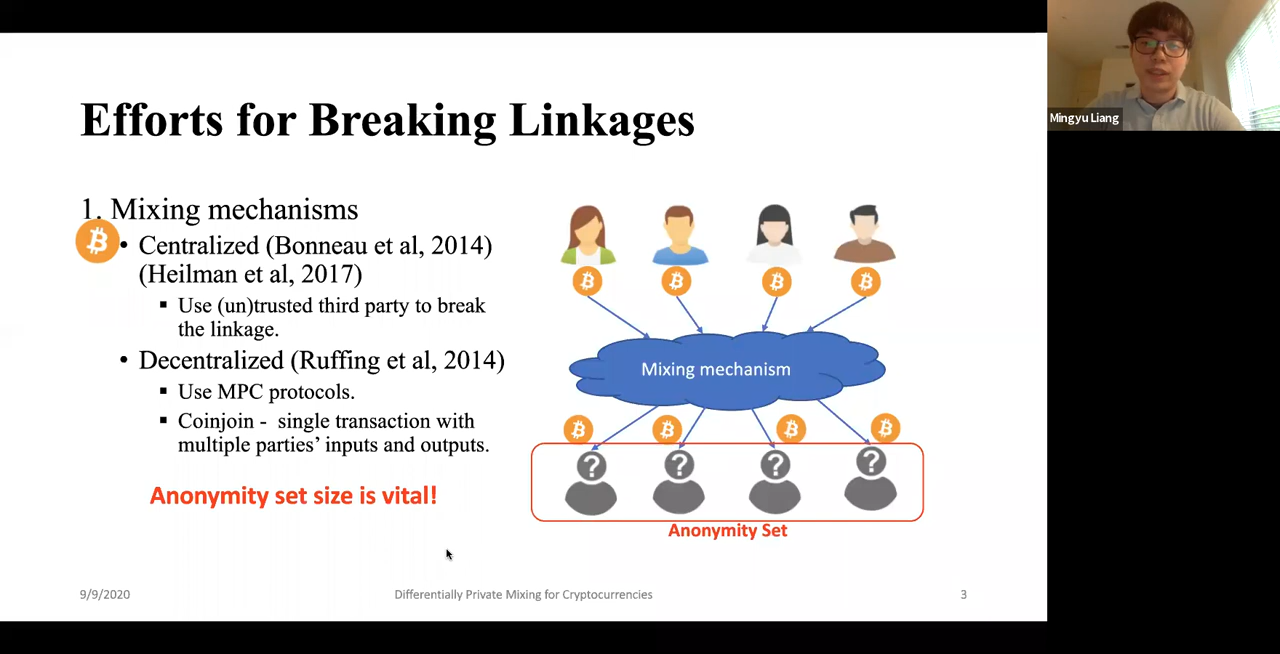 Efforts for Breaking Linkages
1. Mixing mechanisms
• Centralized (Bonneau et al, 2014)
(Heilman et al, 2017)
▪ Use (un)trusted third party to break
the linkage.
• Decentralized (Ruffing et al, 2014)
▪ Use MPC protocols.
▪ Coinjoin - single transaction with
multiple parties’ inputs and outputs.
Anonymity set size is vital!
Mixing mechanism
? ? ? ?
Anonymity Set
9/9/2020
Differentially Private Mixing for Cryptocurrencies
3
Mingyu Liang